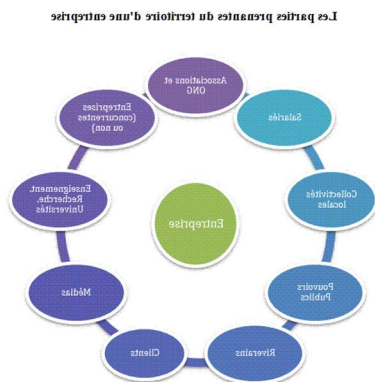 Les parties prenantes du territoire d'une entreprise
Associations et
ONG
Salariés
Collectivités
locales
Pouvoirs
Publics
Riverains
Clients
Médias
Enseignement,
Recherche,
Universités
Entreprises
(concurrentes
ou non)
Entreprise